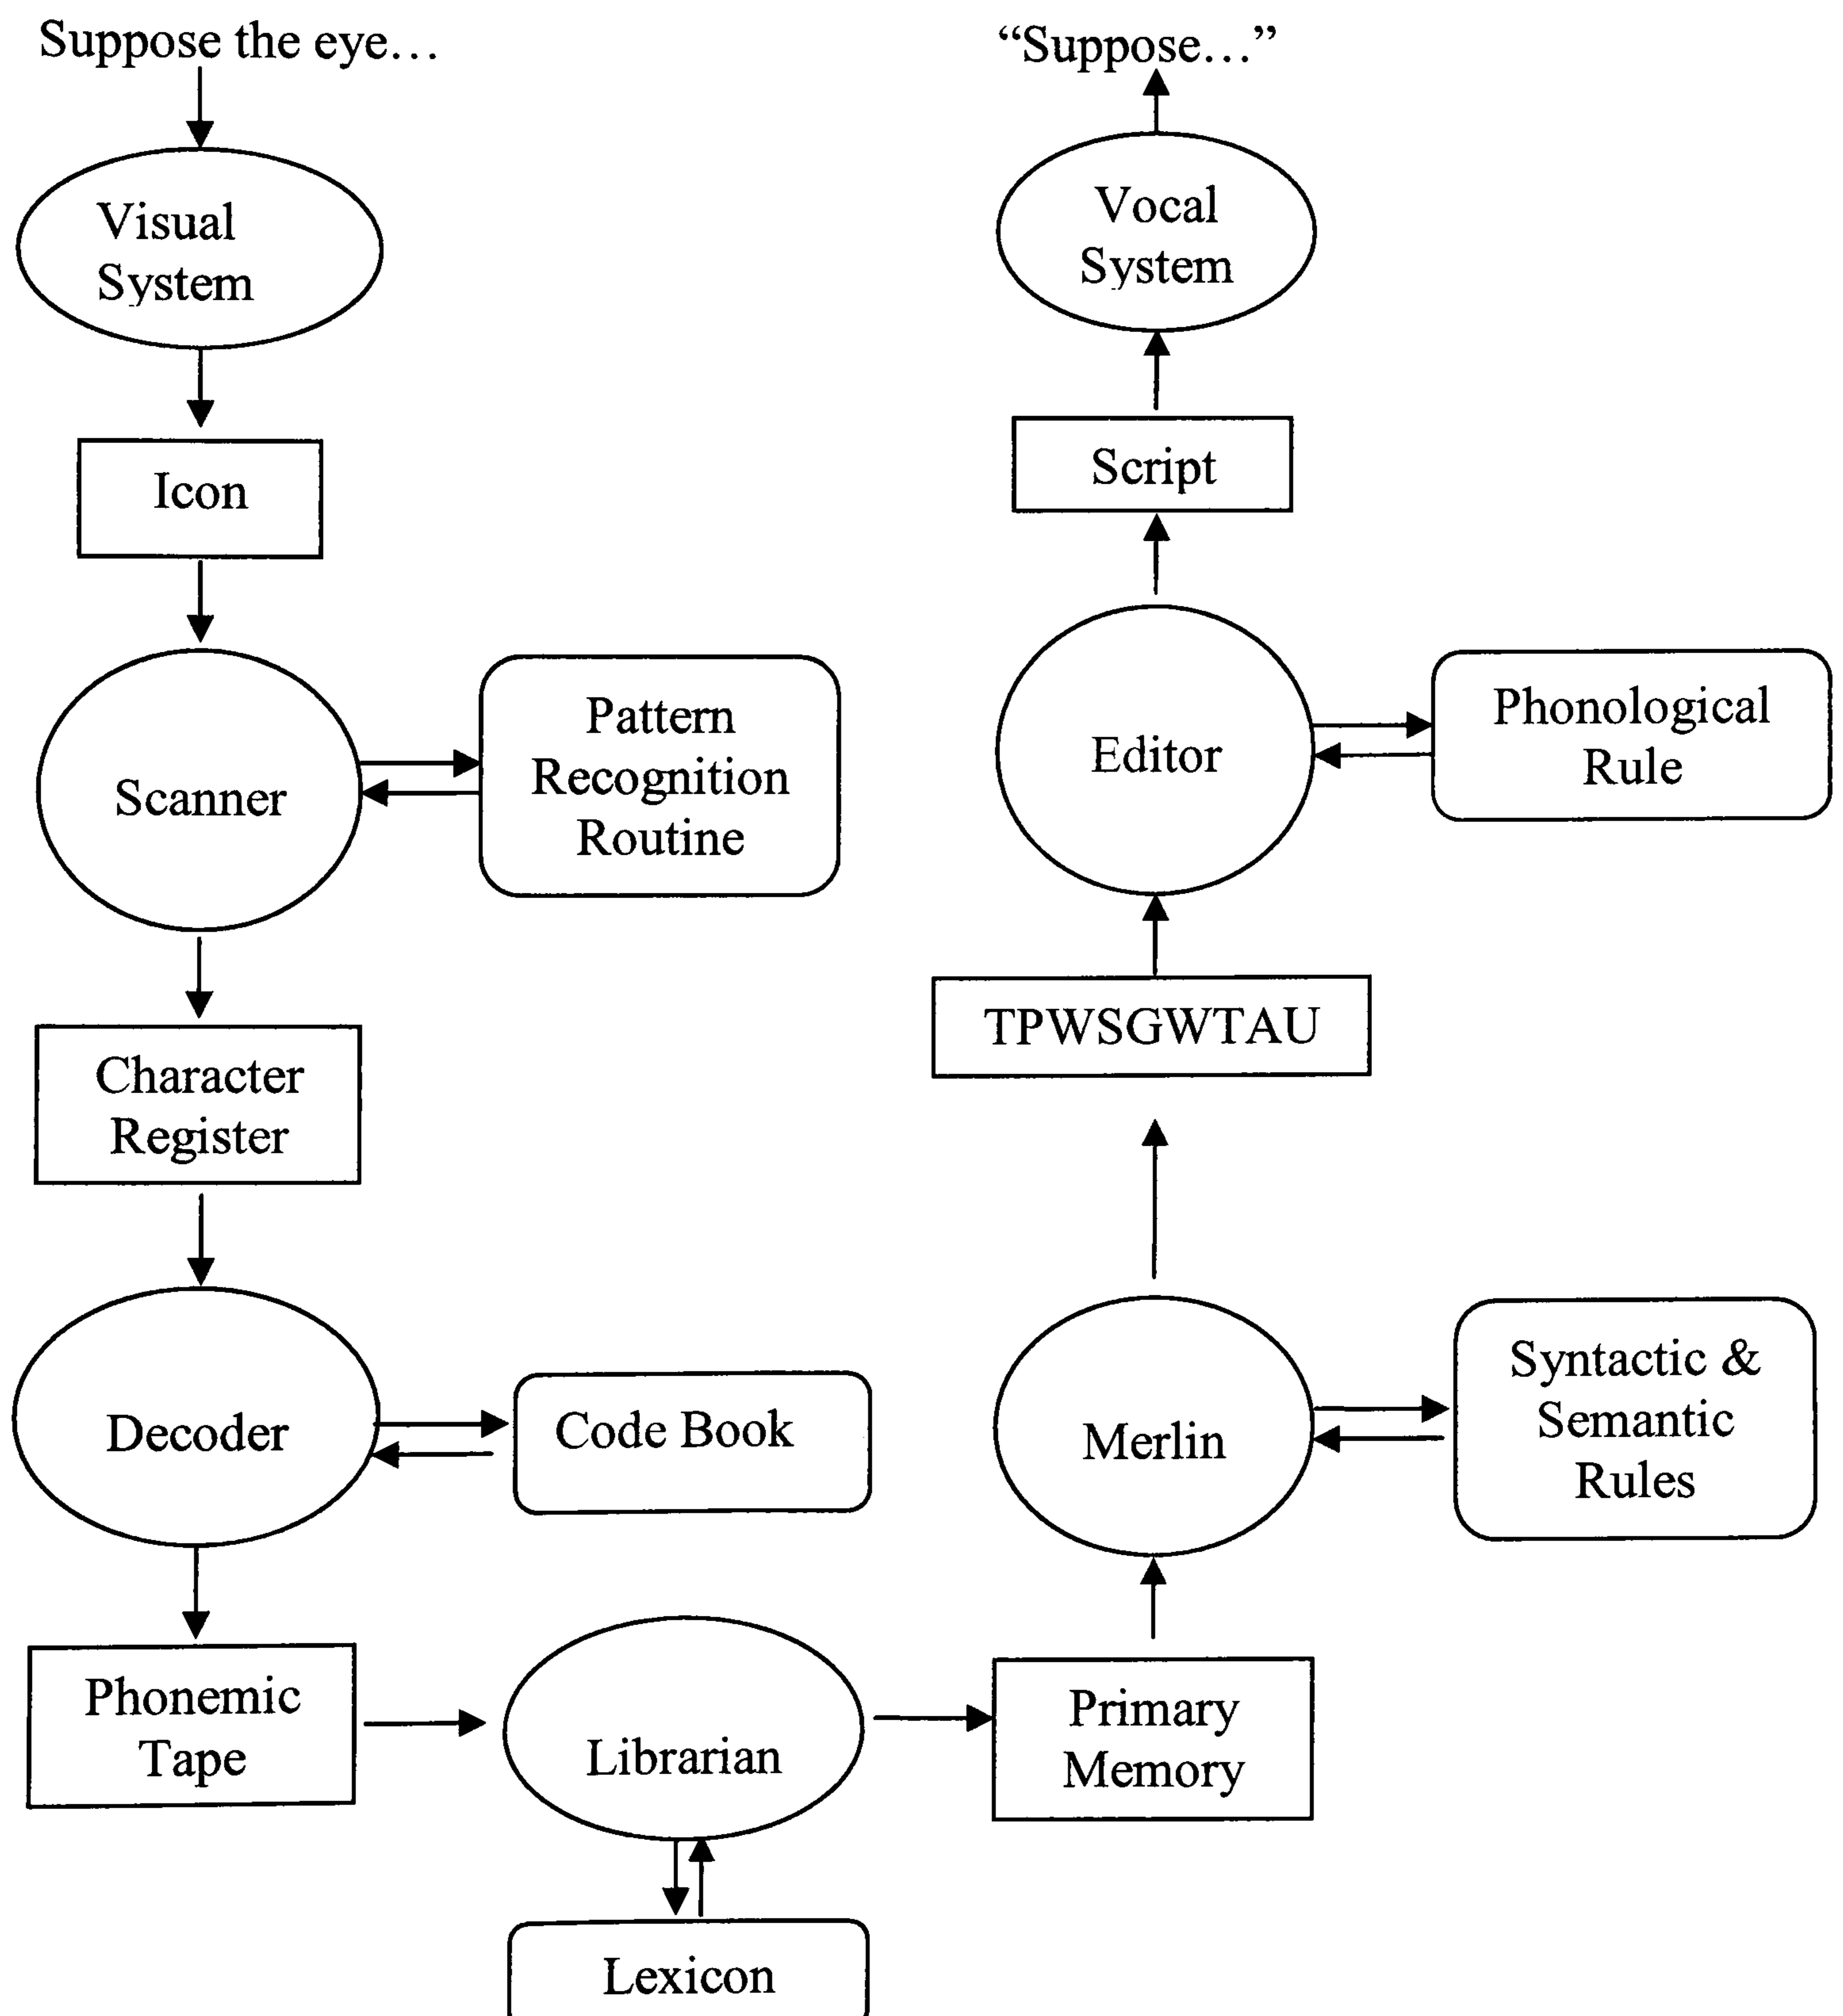 Suppose the eye…
Visual
System
Icon
Scanner
Pattern
Recognition
Routine
Character
Register
Decoder
Code Book
Phonemic
Tape
Librarian
Lexicon
Primary
Memory
Merlin
Syntactic &
Semantic
Rules
TPWSGWTAU
Editor
Phonological
Rule
Script
Vocal
System
“Suppose…”